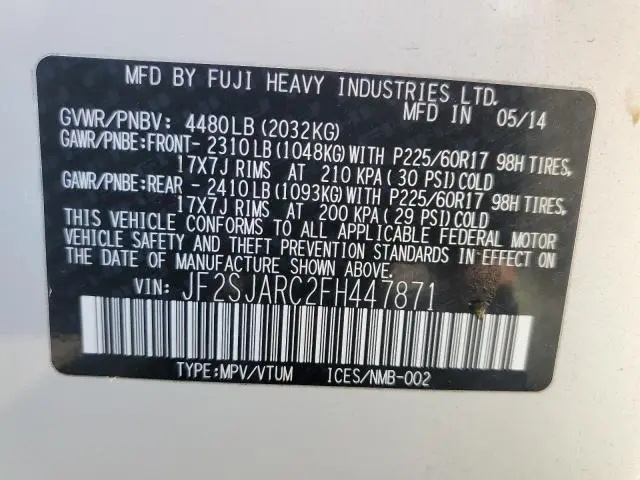 MFD BY FUJI HEAVY INDUSTRIES LTD.
MFD IN 05/14
GVWR/PNBV: 4480LB(2032KG)
GAWR/PNBE:FRONT- 2310LB(1048KG)WITH P225/60R17 98H TIRES,
17X7J RIMS AT 210 KPA(30 PSI)COLD
GAWR/PNBE:REAR - 2410LB(1093KG)WITH P225/60R17 98H TIRES,
17X7J RIMS AT 200 KPA(29 PSI)COLD
THIS VEHICLE CONFORMS TO ALL APPLICABLE FEDERAL MOTOR
VEHICLE SAFETY AND THEFT PREVENTION STANDARDS IN EFFECT ON
THE DATE OF MANUFACTURE SHOWN ABOVE.
VIN: JF2SJARC2FH447871
TYPE:MPV/VTUM ICES/NMB-002